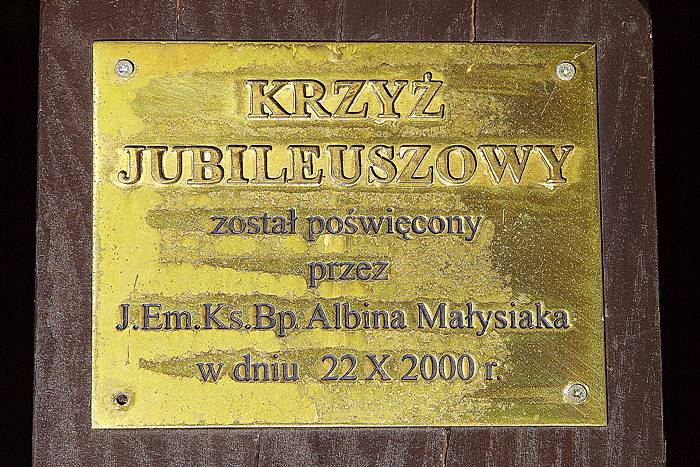 KRZYŻ
JUBILEUSZOWY
został poświęcony
przez
J.Em.Ks.Bp.Albina Małysiaka
w dniu 22 X 2000 r.